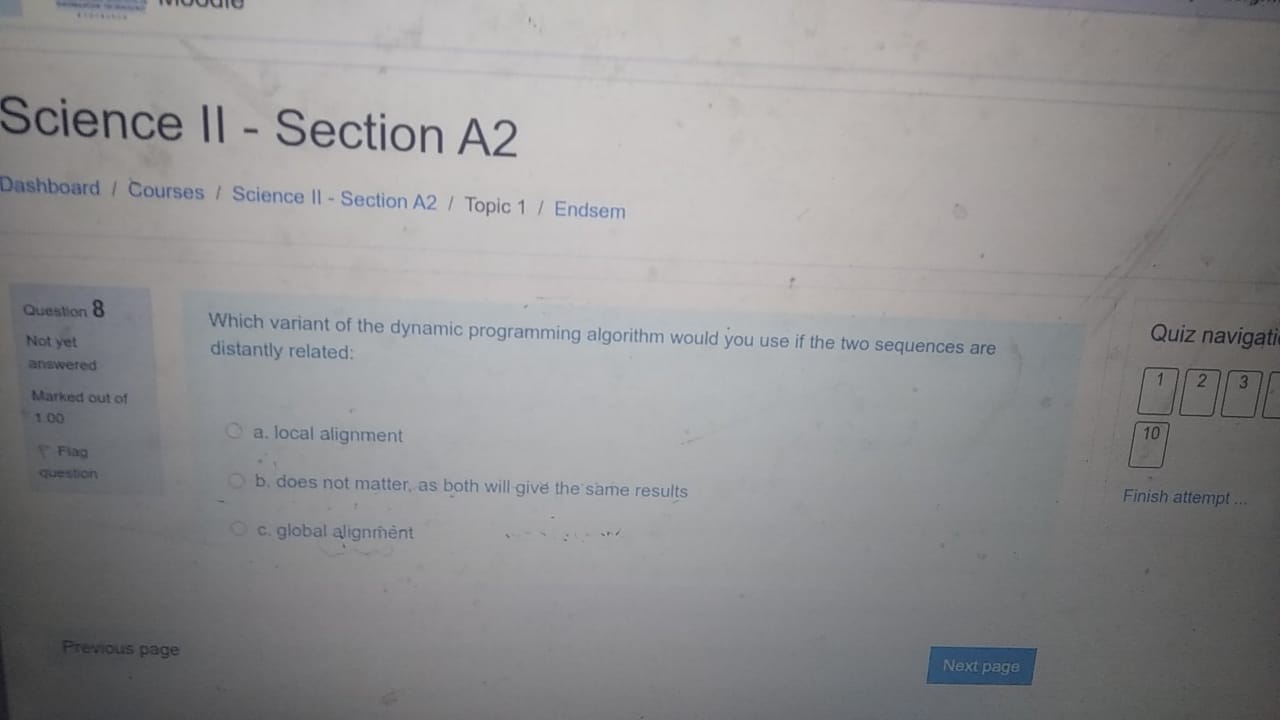 Science II - Section A2
Dashboard / Courses / Science II - Section A2 / Topic 1 / Endsem
Question 8
Not yet
answered
Marked out of
1.00
Flag
question
Which variant of the dynamic programming algorithm would you use if the two sequences are
distantly related:
a. local alignment
b. does not matter, as both will give the same results
c. global alignment
Quiz
1 2 3
10
Finish attempt ...
Previous page
Next page